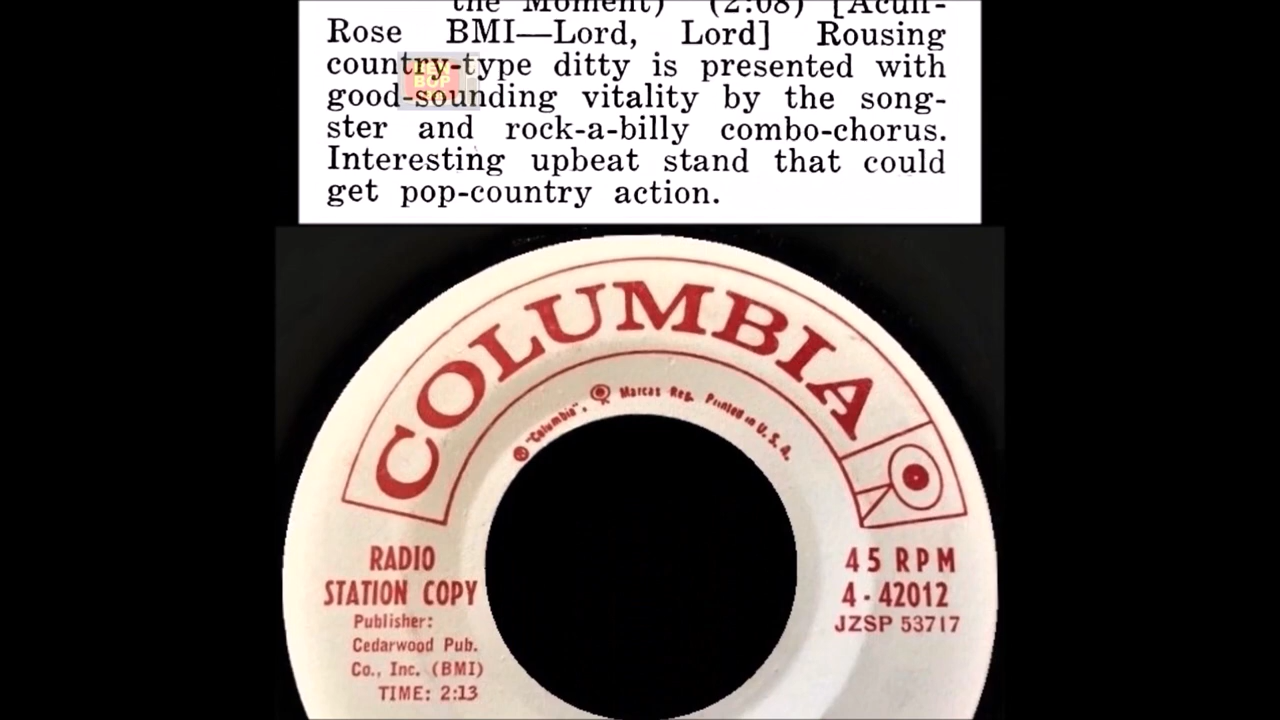 the Moment) (2:08) [Acuff-
Rose BMI—Lord, Lord] Rousing
country-type ditty is presented with
good-sounding vitality by the song-
ster and rock-a-billy combo-chorus.
Interesting upbeat stand that could
get pop-country action.
BOP
COLUMBIA
® "Columbia", Marcas Reg. Printed in U. S. A.
RADIO
STATION COPY
Publisher:
Cedarwood Pub.
Co., Inc. (BMI)
TIME: 2:13
45 RPM
4-42012
JZSP 53717